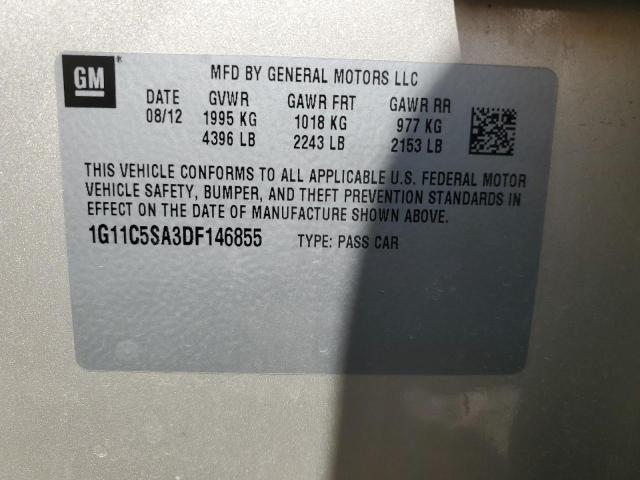 GM
MFD BY GENERAL MOTORS LLC
DATE GVWR GAWR FRT GAWR RR
08/12 1995 KG 1018 KG 977 KG
4396 LB 2243 LB 2153 LB
THIS VEHICLE CONFORMS TO ALL APPLICABLE U.S. FEDERAL MOTOR
VEHICLE SAFETY, BUMPER, AND THEFT PREVENTION STANDARDS IN
EFFECT ON THE DATE OF MANUFACTURE SHOWN ABOVE.
1G11C5SA3DF146855 TYPE: PASS CAR